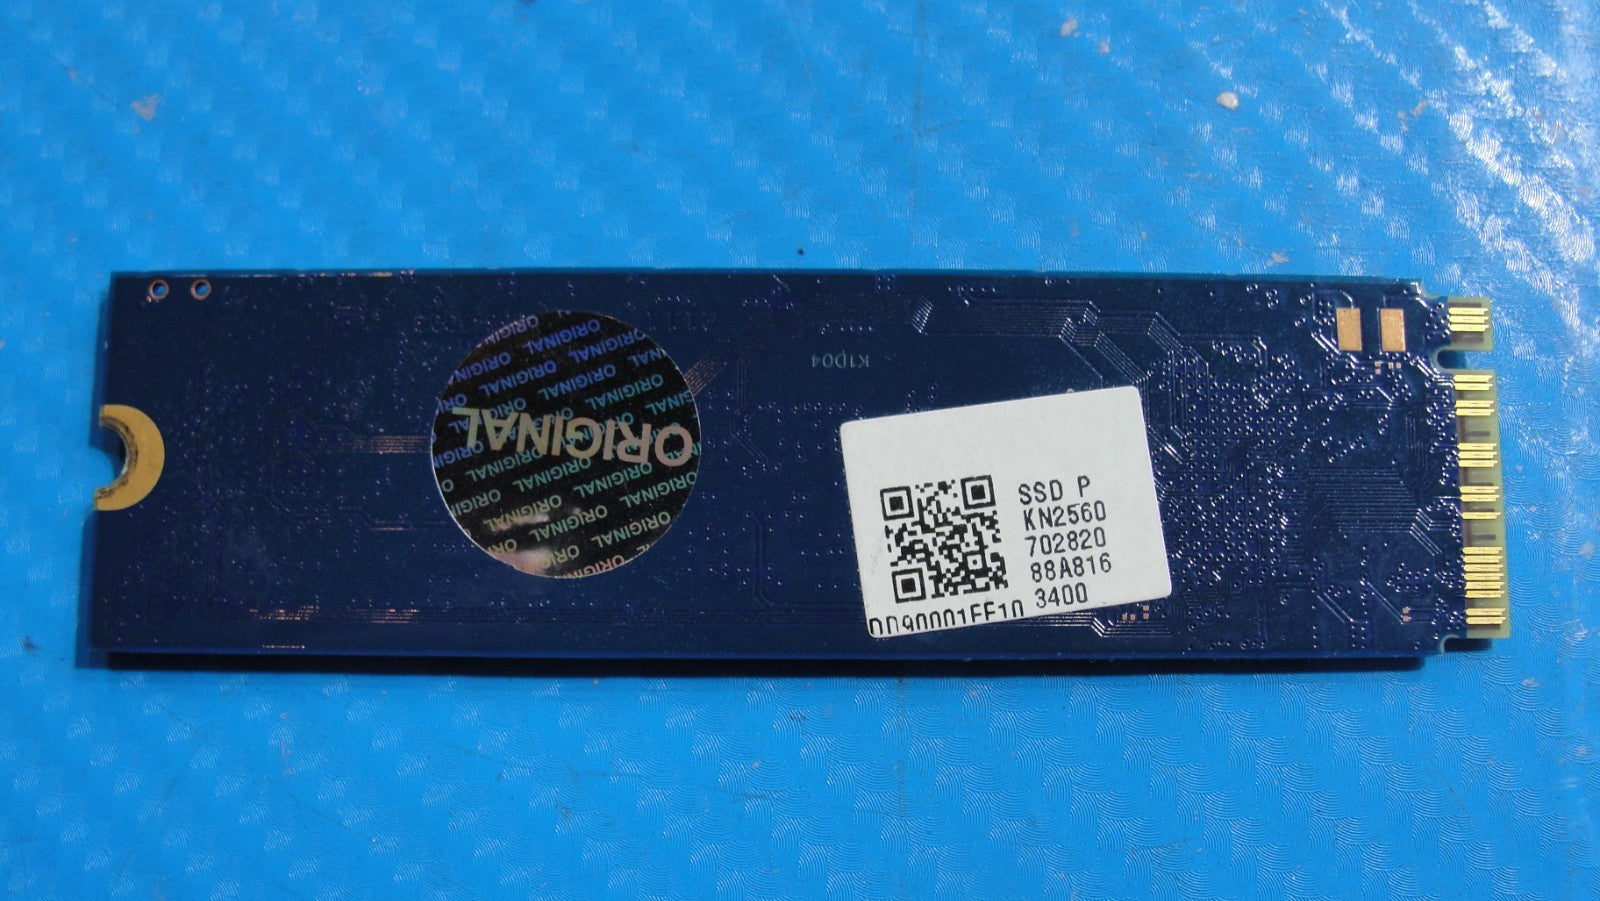 ORIGINAL
K1D04
SSD P
KN2560
702820
88A816
3400